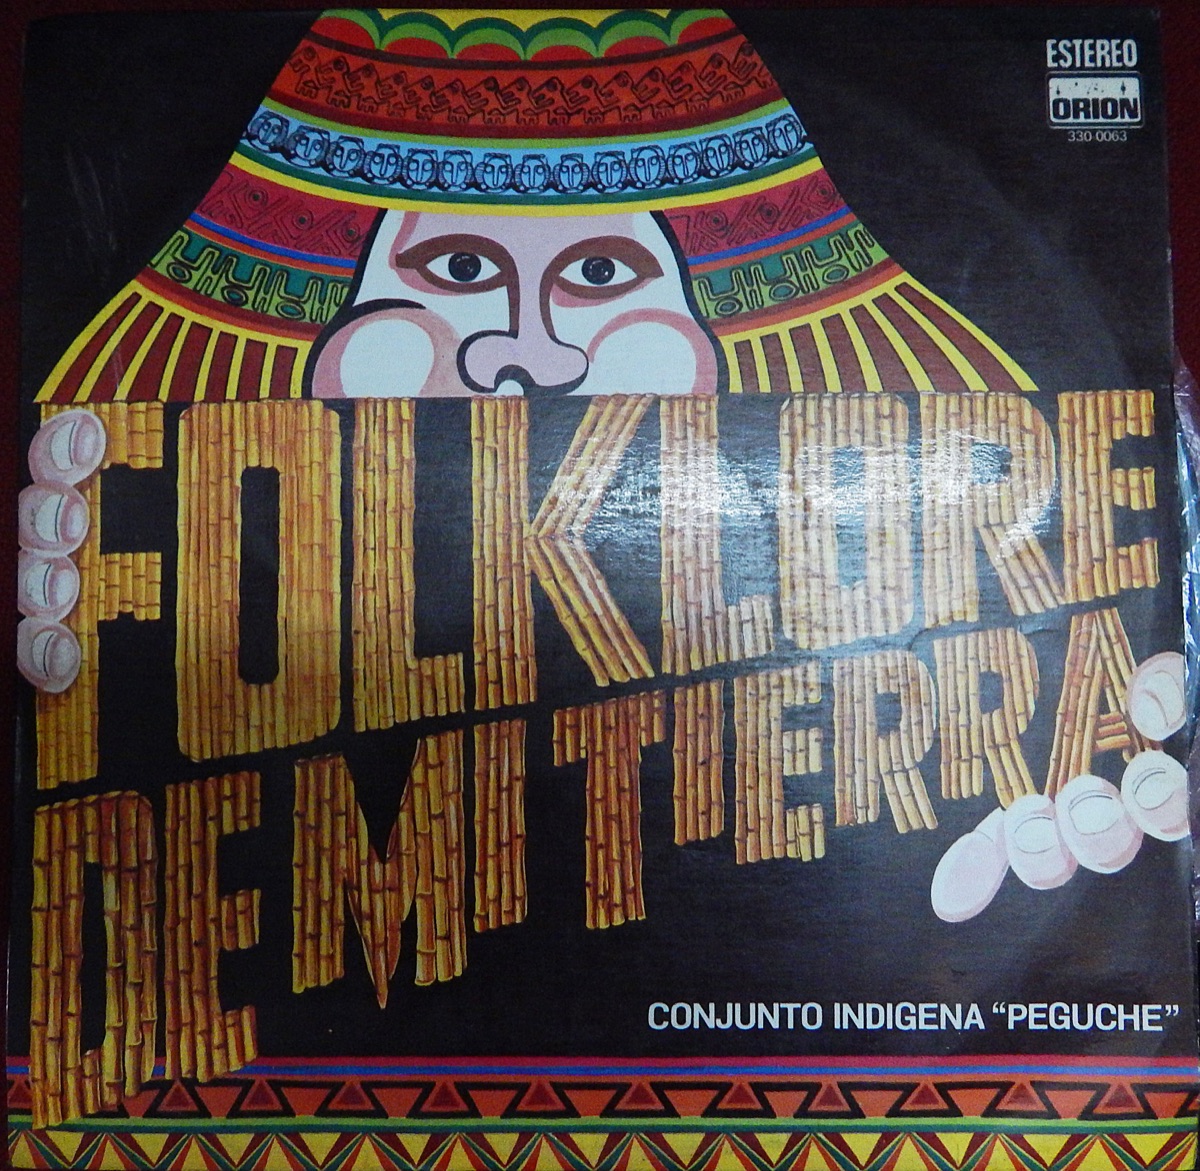 ESTEREO
ORION
330-0063
FOLKLORE
DE MI TIERRA
CONJUNTO INDIGENA “PEGUCHE”